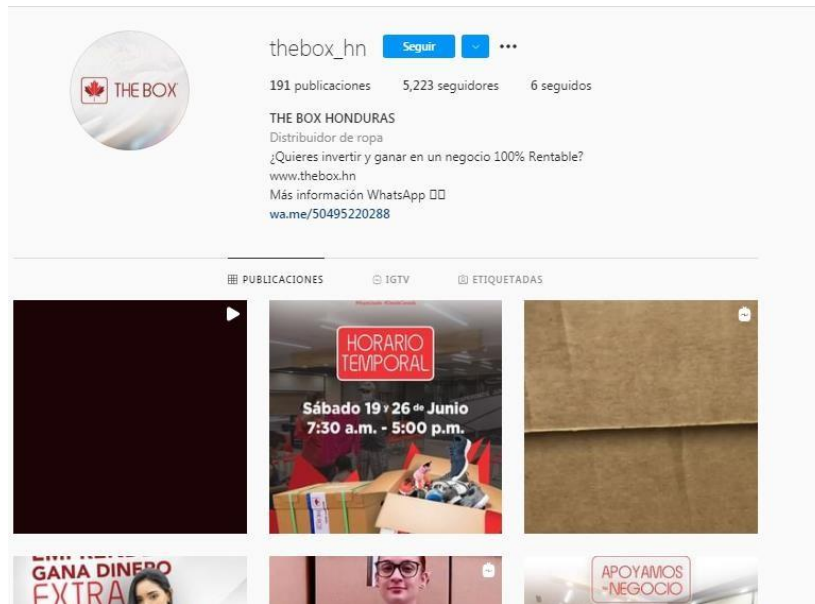 thebox_hn Seguir
191 publicaciones 5,223 seguidores 6 seguidos
THE BOX
THE BOX HONDURAS
Distribuidor de ropa
¿Quieres invertir y ganar en un negocio 100% Rentable?
www.thebox.hn
Más información WhatsApp
wa.me/50495220288
PUBLICACIONES IGTV ETIQUETADAS
HORARIO
TEMPORAL
Sábado 19 y 26 de Junio
7:30 a.m. - 5:00 p.m.
GANA DINERO
EXTRA
APOYAMOS
NEGOCIO